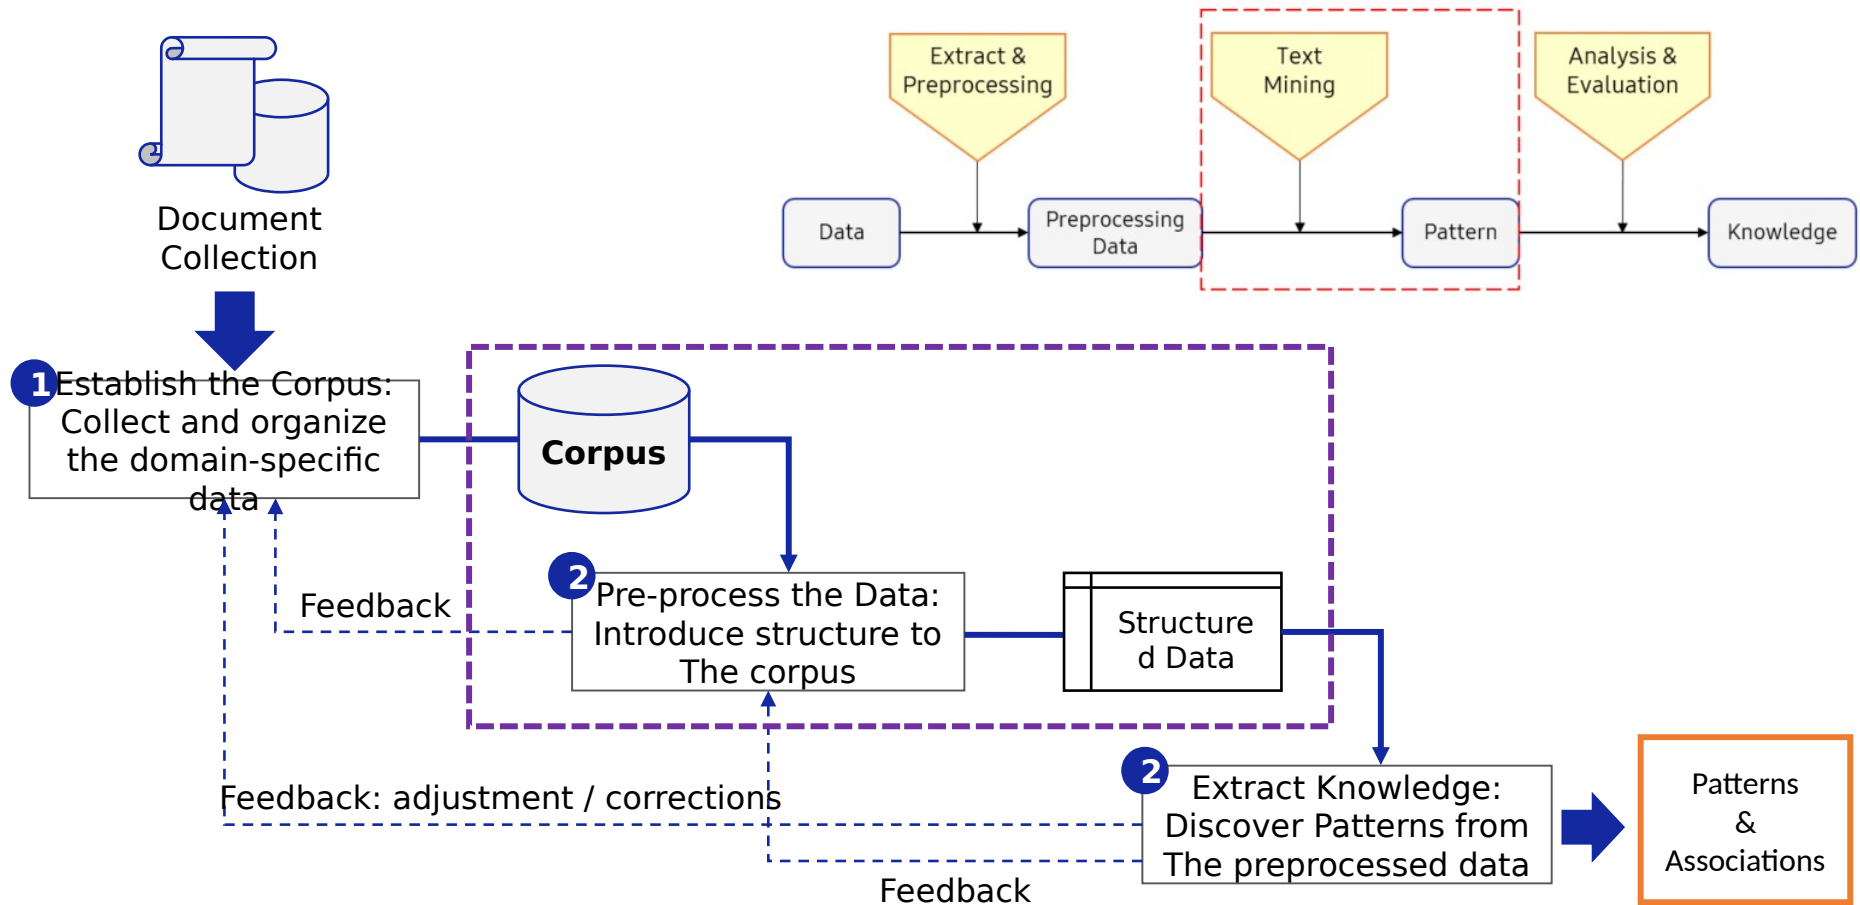 Extract &
Preprocessing
Text
Mining
Analysis &
Evaluation
Data
Preprocessing
Data
Pattern
Knowledge
Document
Collection
1
Establish the Corpus:
Collect and organize
the domain-specific
data
Corpus
2
Pre-process the Data:
Introduce structure to
The corpus
Structure
d Data
Feedback
Feedback: adjustment / corrections
2
Extract Knowledge:
Discover Patterns from
The preprocessed data
Feedback
Patterns
&
Associations